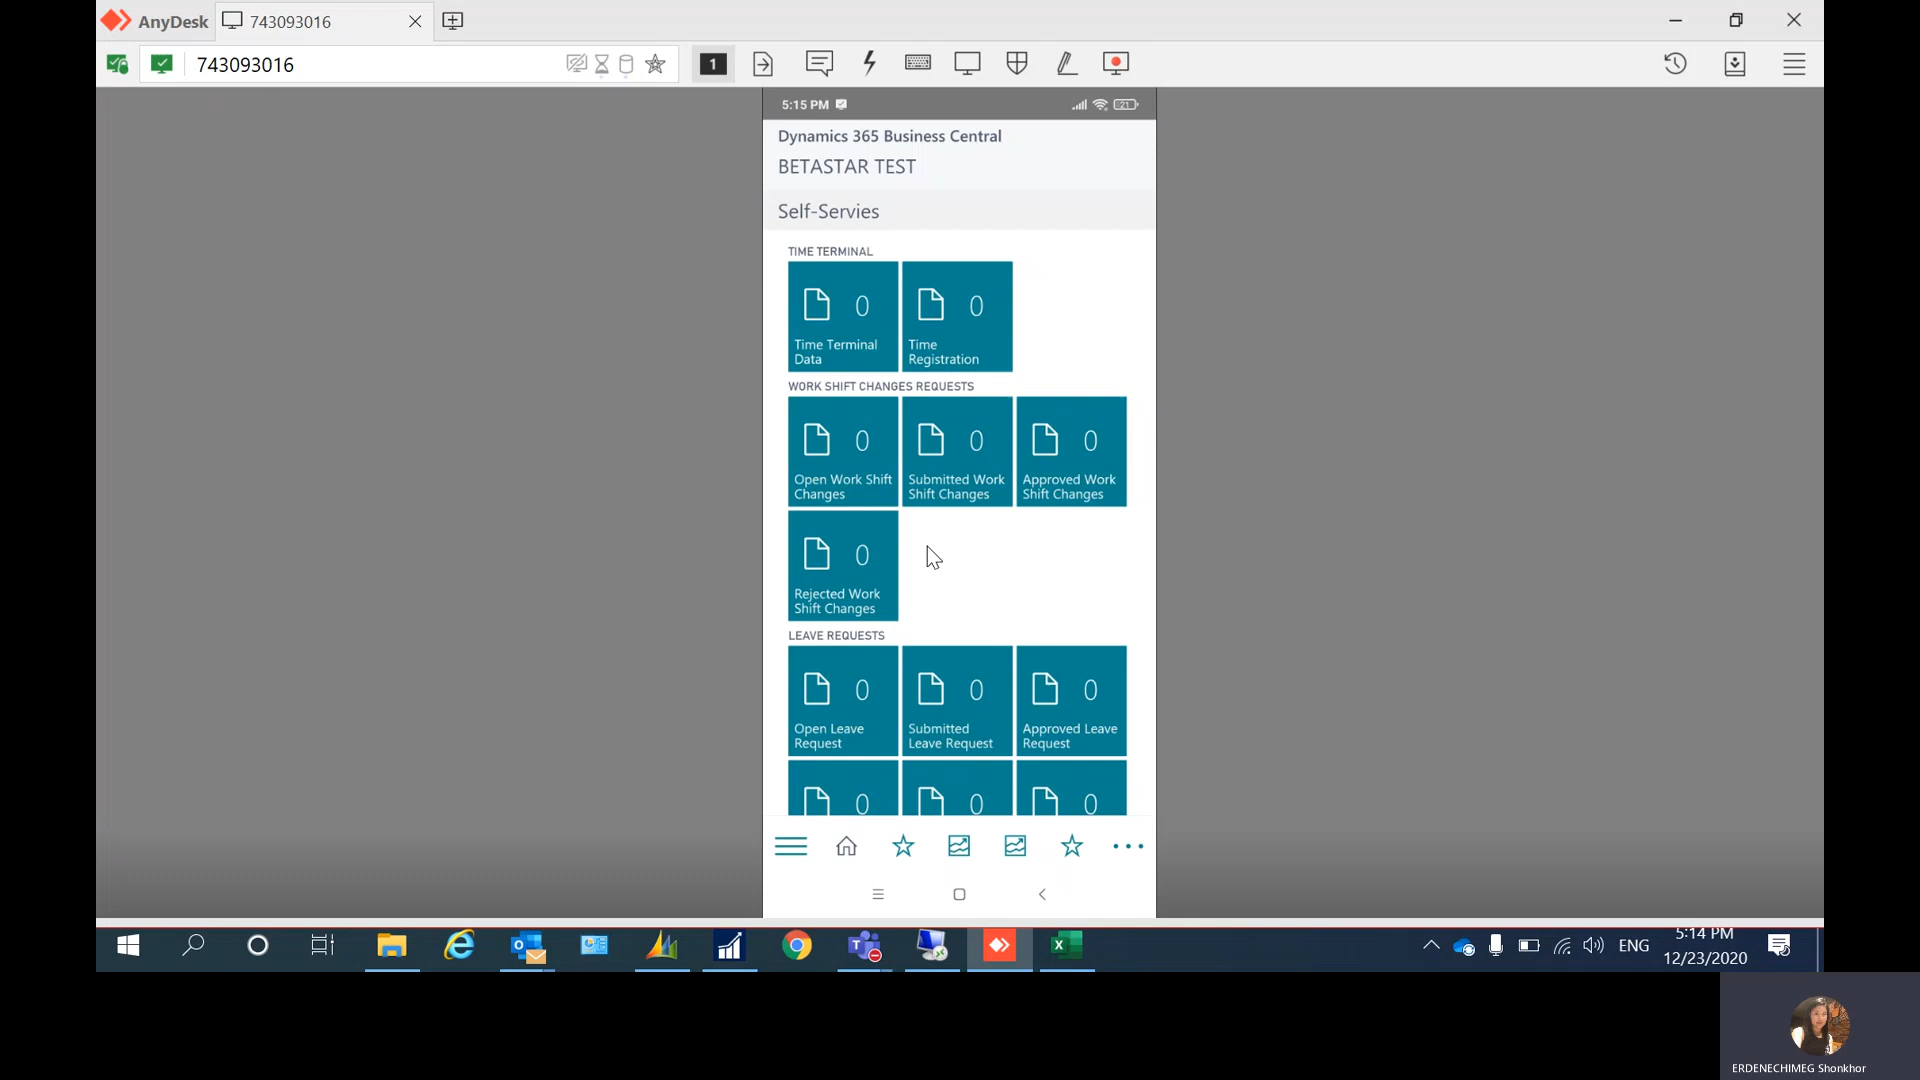 AnyDesk
743093016
743093016
1
5:15 PM
21
Dynamics 365 Business Central
BETASTAR TEST
Self-Servies
TIME TERMINAL
0
0
Time Terminal
Data
Time
Registration
WORK SHIFT CHANGES REQUESTS
0
0
0
Open Work Shift
Changes
Submitted Work
Shift Changes
Approved Work
Shift Changes
0
Rejected Work
Shift Changes
LEAVE REQUESTS
0
0
0
Open Leave
Request
Submitted
Leave Request
Approved Leave
Request
0
0
0
ENG
5:14 PM
12/23/2020
ERDENECHIMEG Shonkhor